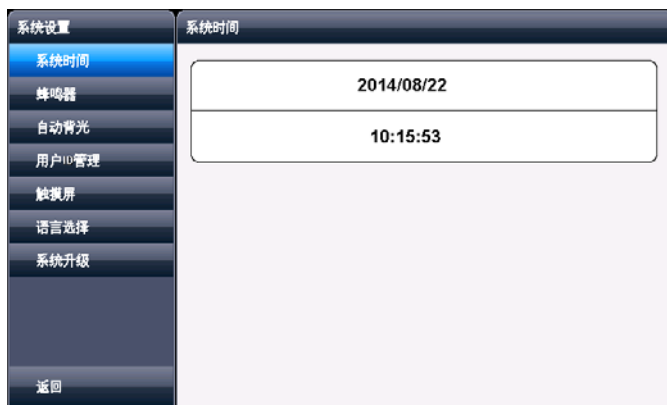 系统设置
系统时间
蜂鸣器
自动背光
用户ID管理
触摸屏
语言选择
系统升级
返回
系统时间
2014/08/22
10:15:53